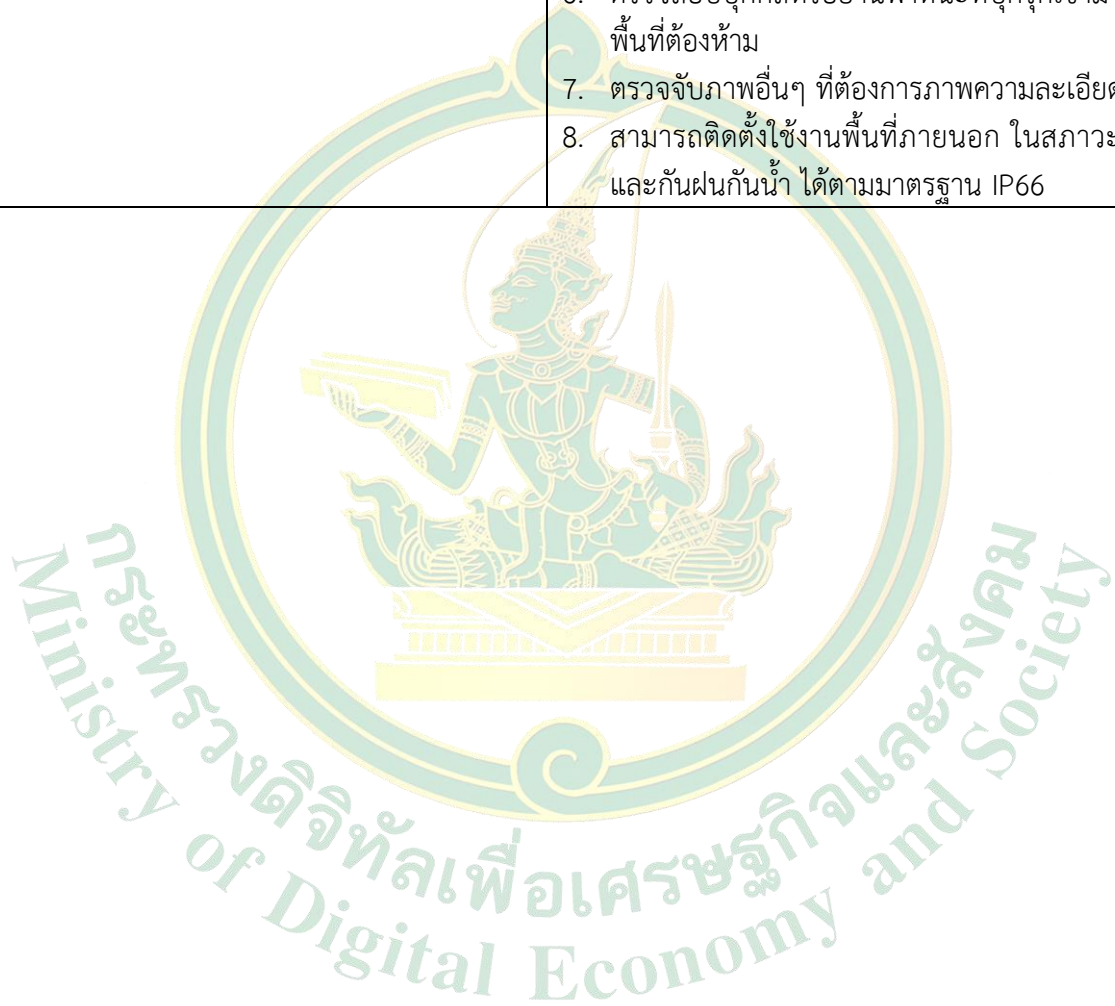 พื้นที่ต้องห้าม
7. ตรวจจับภาพอื่นๆ ที่ต้องการภาพความละเอียด
8. สามารถติดตั้งใช้งานพื้นที่ภายนอก ในสภาวะ
และกันฝนกันน้ำ ได้ตามมาตรฐาน IP66
กระทรวงดิจิทัลเพื่อเศรษฐกิจและสังคม
Ministry of Digital Economy and Society